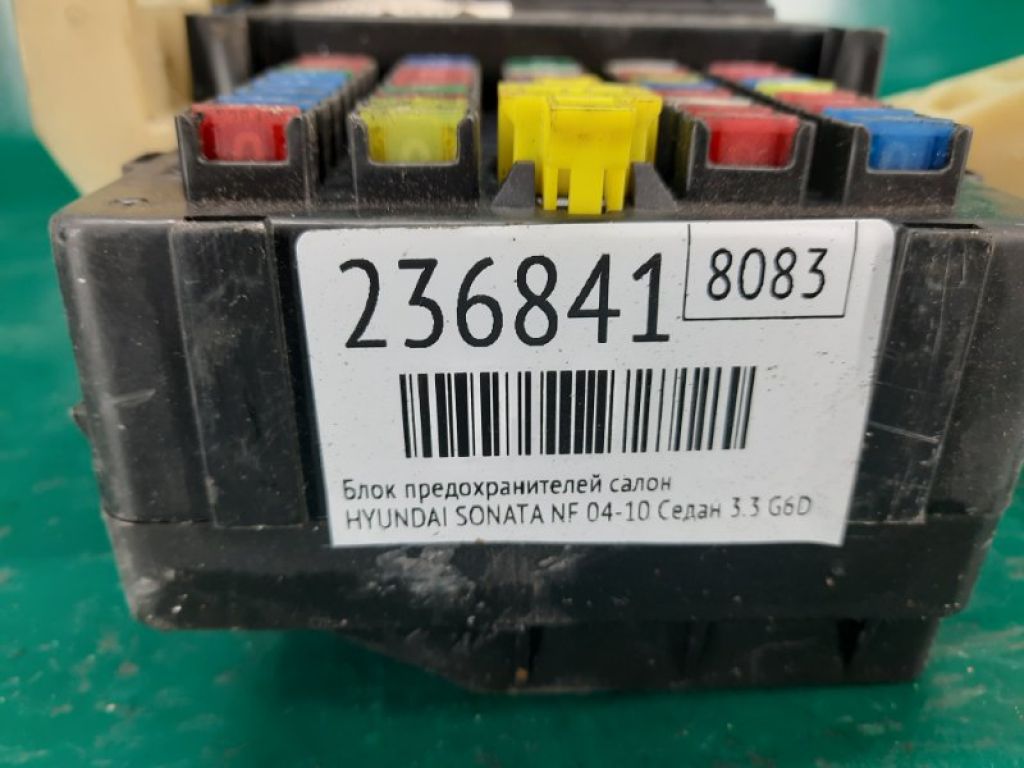 236841
8083
Блок предохранителей салон
HYUNDAI SONATA NF 04-10 Седан 3.3 G6D